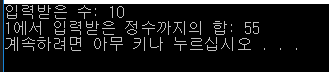 입력받은 수: 10
1에서 입력받은 정수까지의 합: 55
계속하려면 아무 키나 누르십시오 . . .